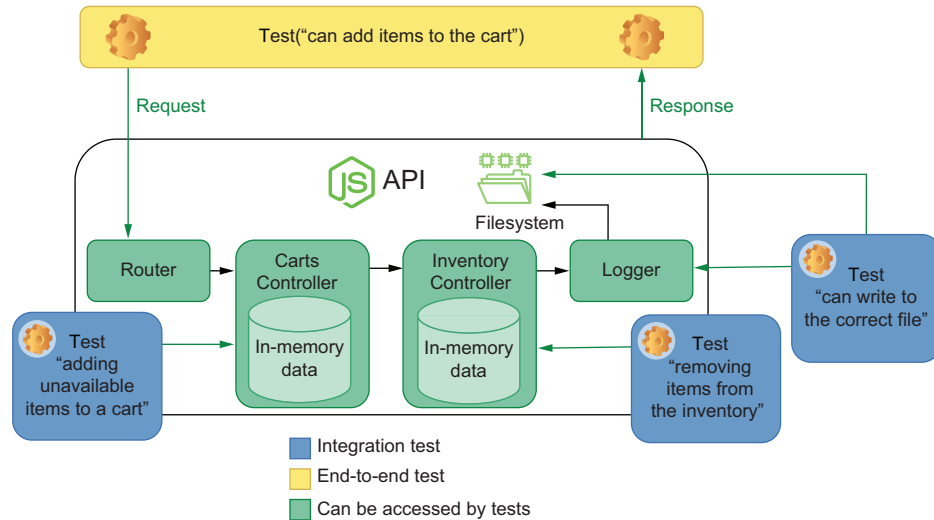 Test(“can add items to the cart”)
Request
Response
JS API
Filesystem
Router
Carts
Controller
Inventory
Controller
Logger
In-memory
data
In-memory
data
Test
“adding
unavailable
items to a cart”
Test
“removing
items from
the inventory”
Test
“can write to
the correct file”
Integration test
End-to-end test
Can be accessed by tests